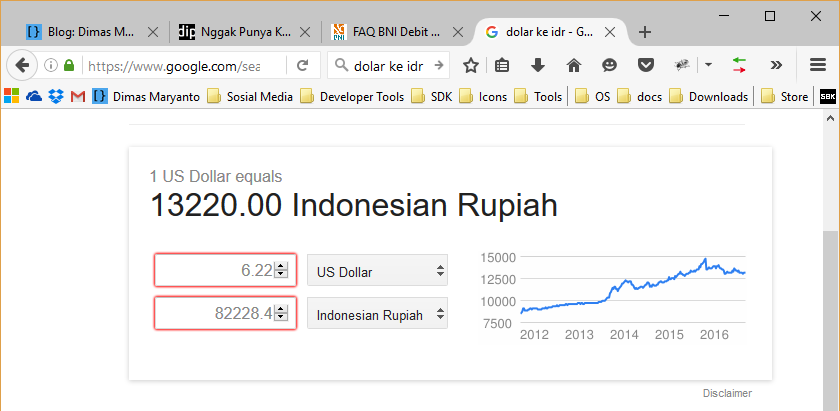 Blog: Dimas M...
Nggak Punya K...
FAQ BNI Debit ...
dolar ke idr - G...
https://www.google.com/sea
dolar ke idr
Dimas Maryanto
Sosial Media
Developer Tools
SDK
Icons
Tools
OS
docs
Downloads
Store
SBK
1 US Dollar equals
13220.00 Indonesian Rupiah
6.22
US Dollar
82228.4
Indonesian Rupiah
15000
12500
10000
7500
2012 2013 2014 2015 2016
Disclaimer